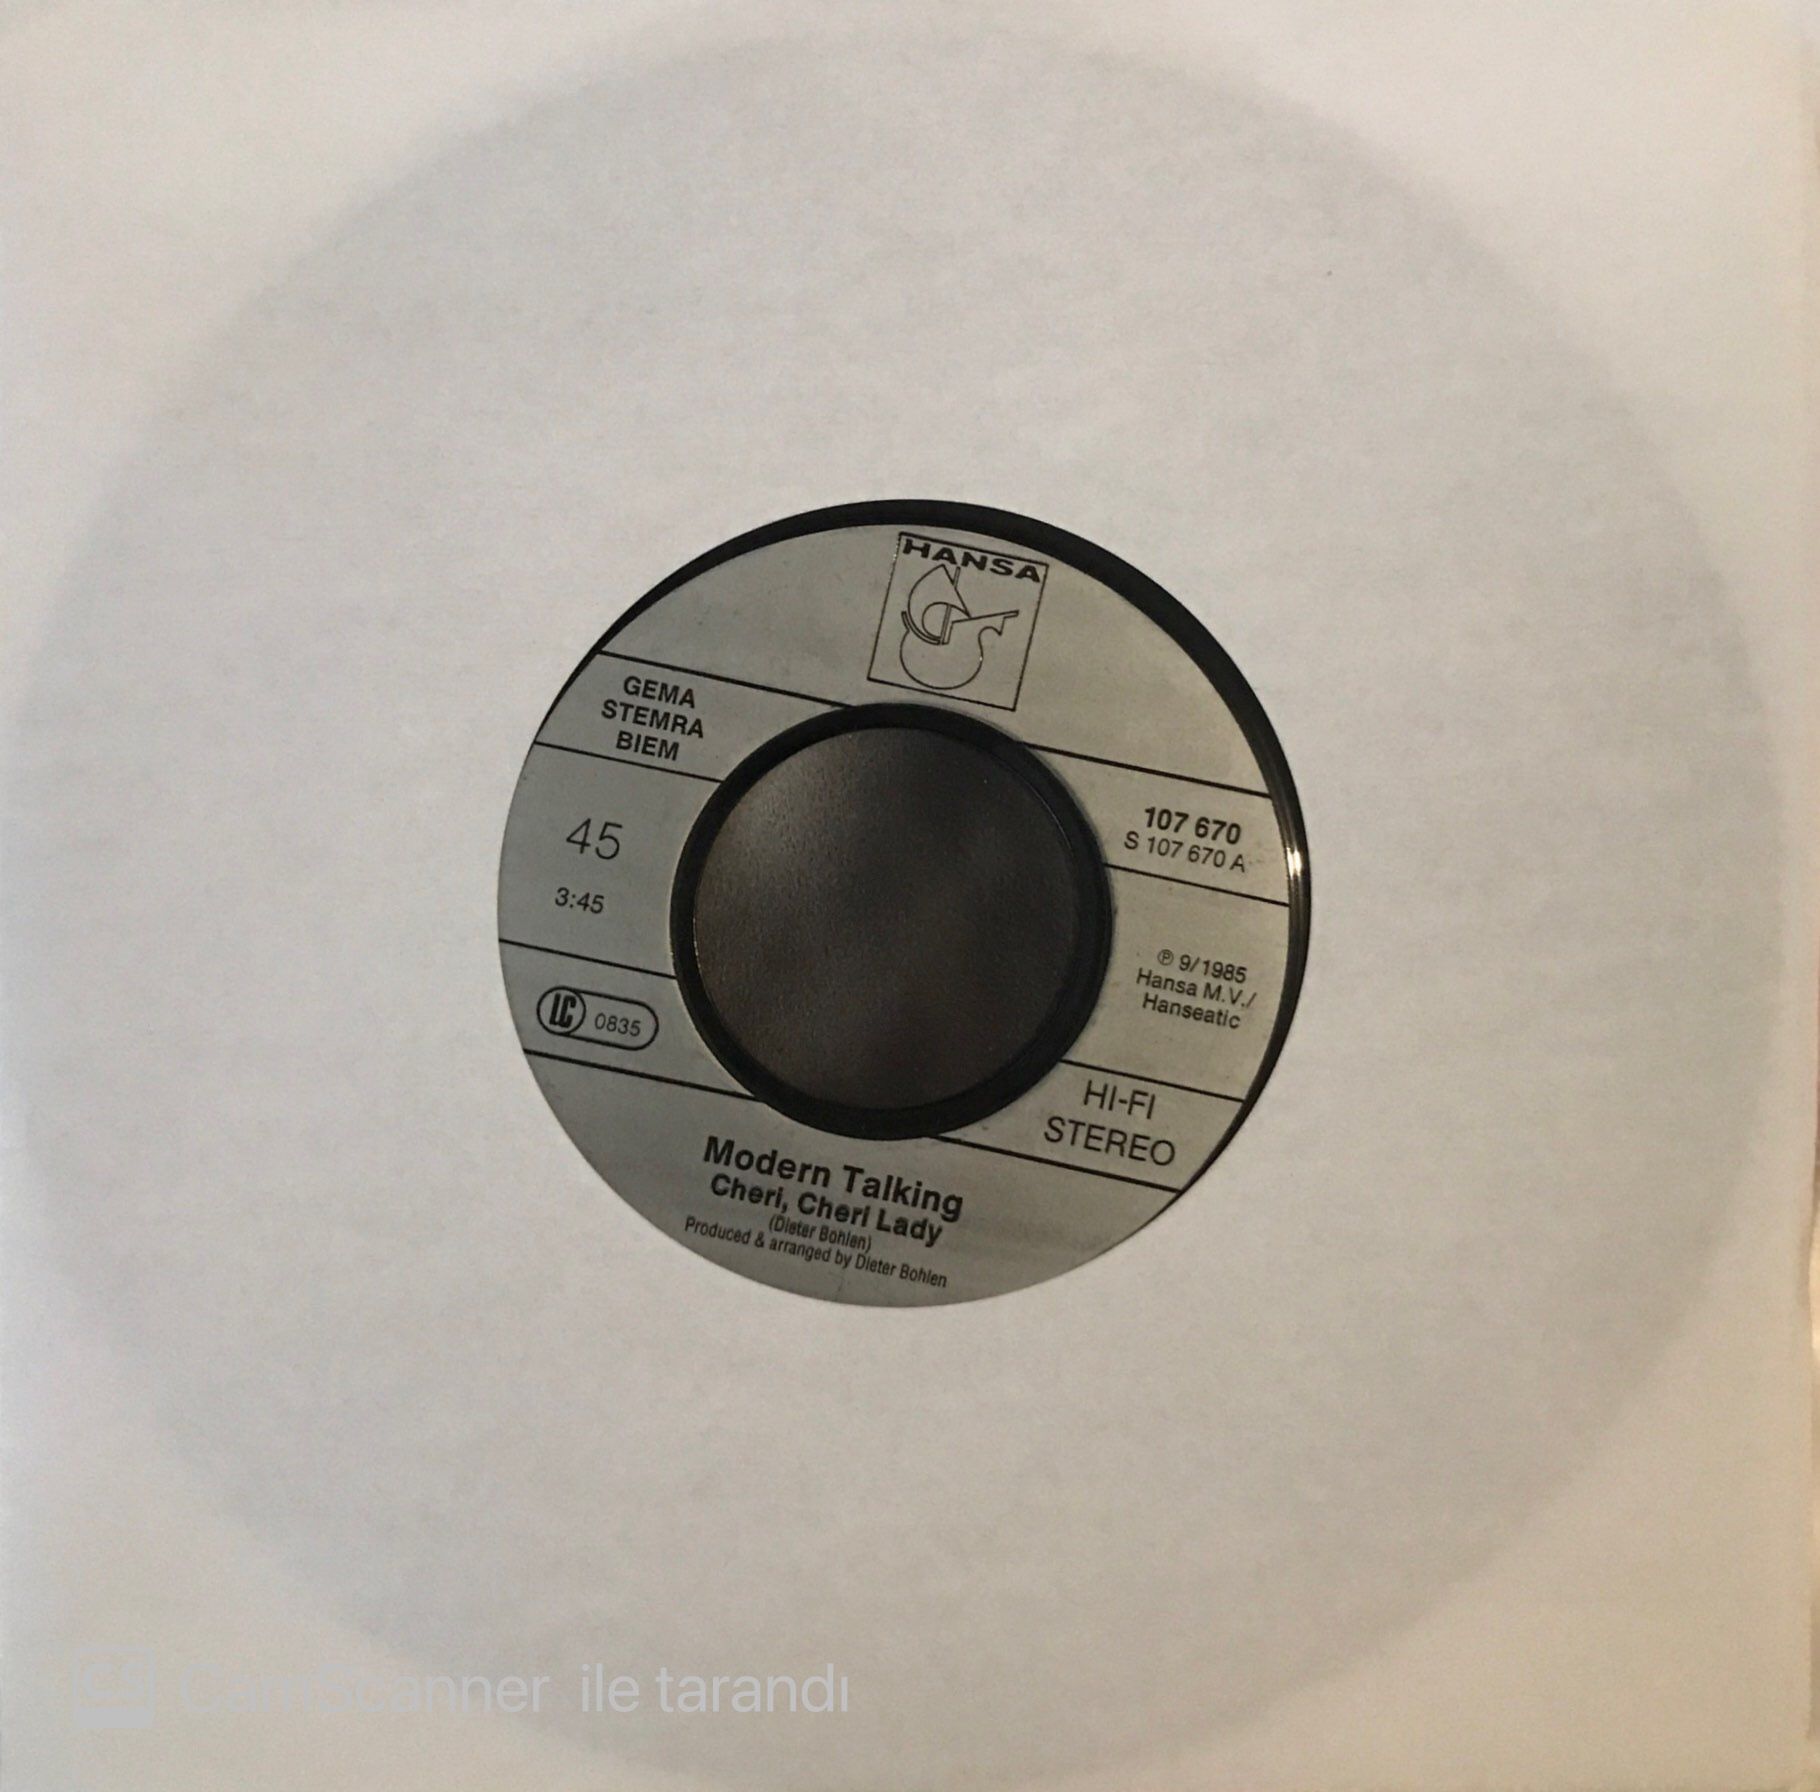 HANSA
GEMA
STEMRA
BIEM
45
3:45
LC 0835
107 670
S 107 670 A
℗ 9/1985
Hansa M.V./
Hanseatic
HI-FI
STEREO
Modern Talking
Cheri, Cheri Lady
(Dieter Bohlen)
Produced & arranged by Dieter Bohlen
CS CamScanner ile tarandı